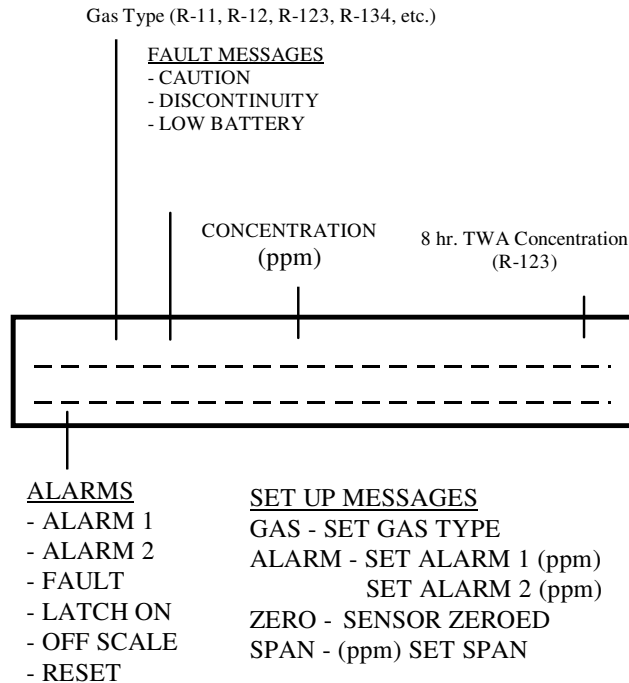 Gas Type (R-11, R-12, R-123, R-134, etc.)
FAULT MESSAGES
- CAUTION
- DISCONTINUITY
- LOW BATTERY
CONCENTRATION
(ppm)
8 hr. TWA Concentration
(R-123)
ALARMS
- ALARM 1
- ALARM 2
- FAULT
- LATCH ON
- OFF SCALE
- RESET
SET UP MESSAGES
GAS - SET GAS TYPE
ALARM - SET ALARM 1 (ppm)
SET ALARM 2 (ppm)
ZERO - SENSOR ZEROED
SPAN - (ppm) SET SPAN